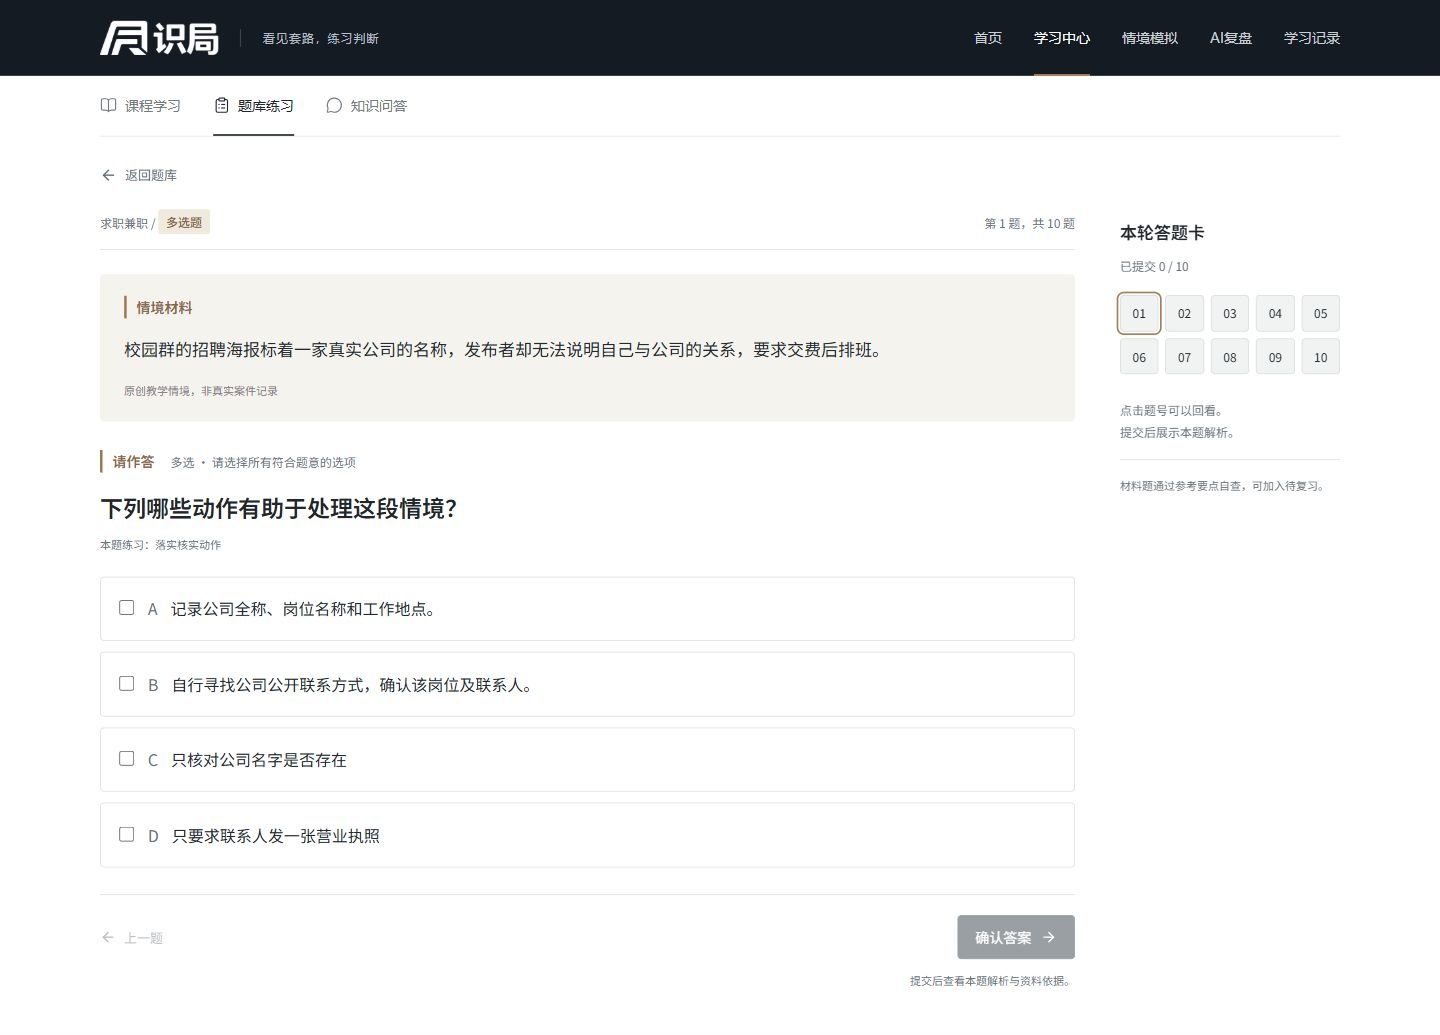 识局
看见套路，练习判断
首页
学习中心
情境模拟
AI复盘
学习记录
课程学习
题库练习
知识问答
返回题库
求职兼职 / 多选题
第 1 题，共 10 题
情境材料
校园群的招聘海报标着一家真实公司的名称，发布者却无法说明自己与公司的关系，要求交费后排班。
原创教学情境，非真实案件记录
请作答 多选 · 请选择所有符合题意的选项
下列哪些动作有助于处理这段情境？
本题练习：落实核实动作
A 记录公司全称、岗位名称和工作地点。
B 自行寻找公司公开联系方式，确认该岗位及联系人。
C 只核对公司名字是否存在
D 只要求联系人发一张营业执照
上一题
确认答案
提交后查看本题解析与资料依据。
本轮答题卡
已提交 0 / 10
01 02 03 04 05
06 07 08 09 10
点击题号可以回看。
提交后展示本题解析。
材料题通过参考要点自查，可加入待复习。